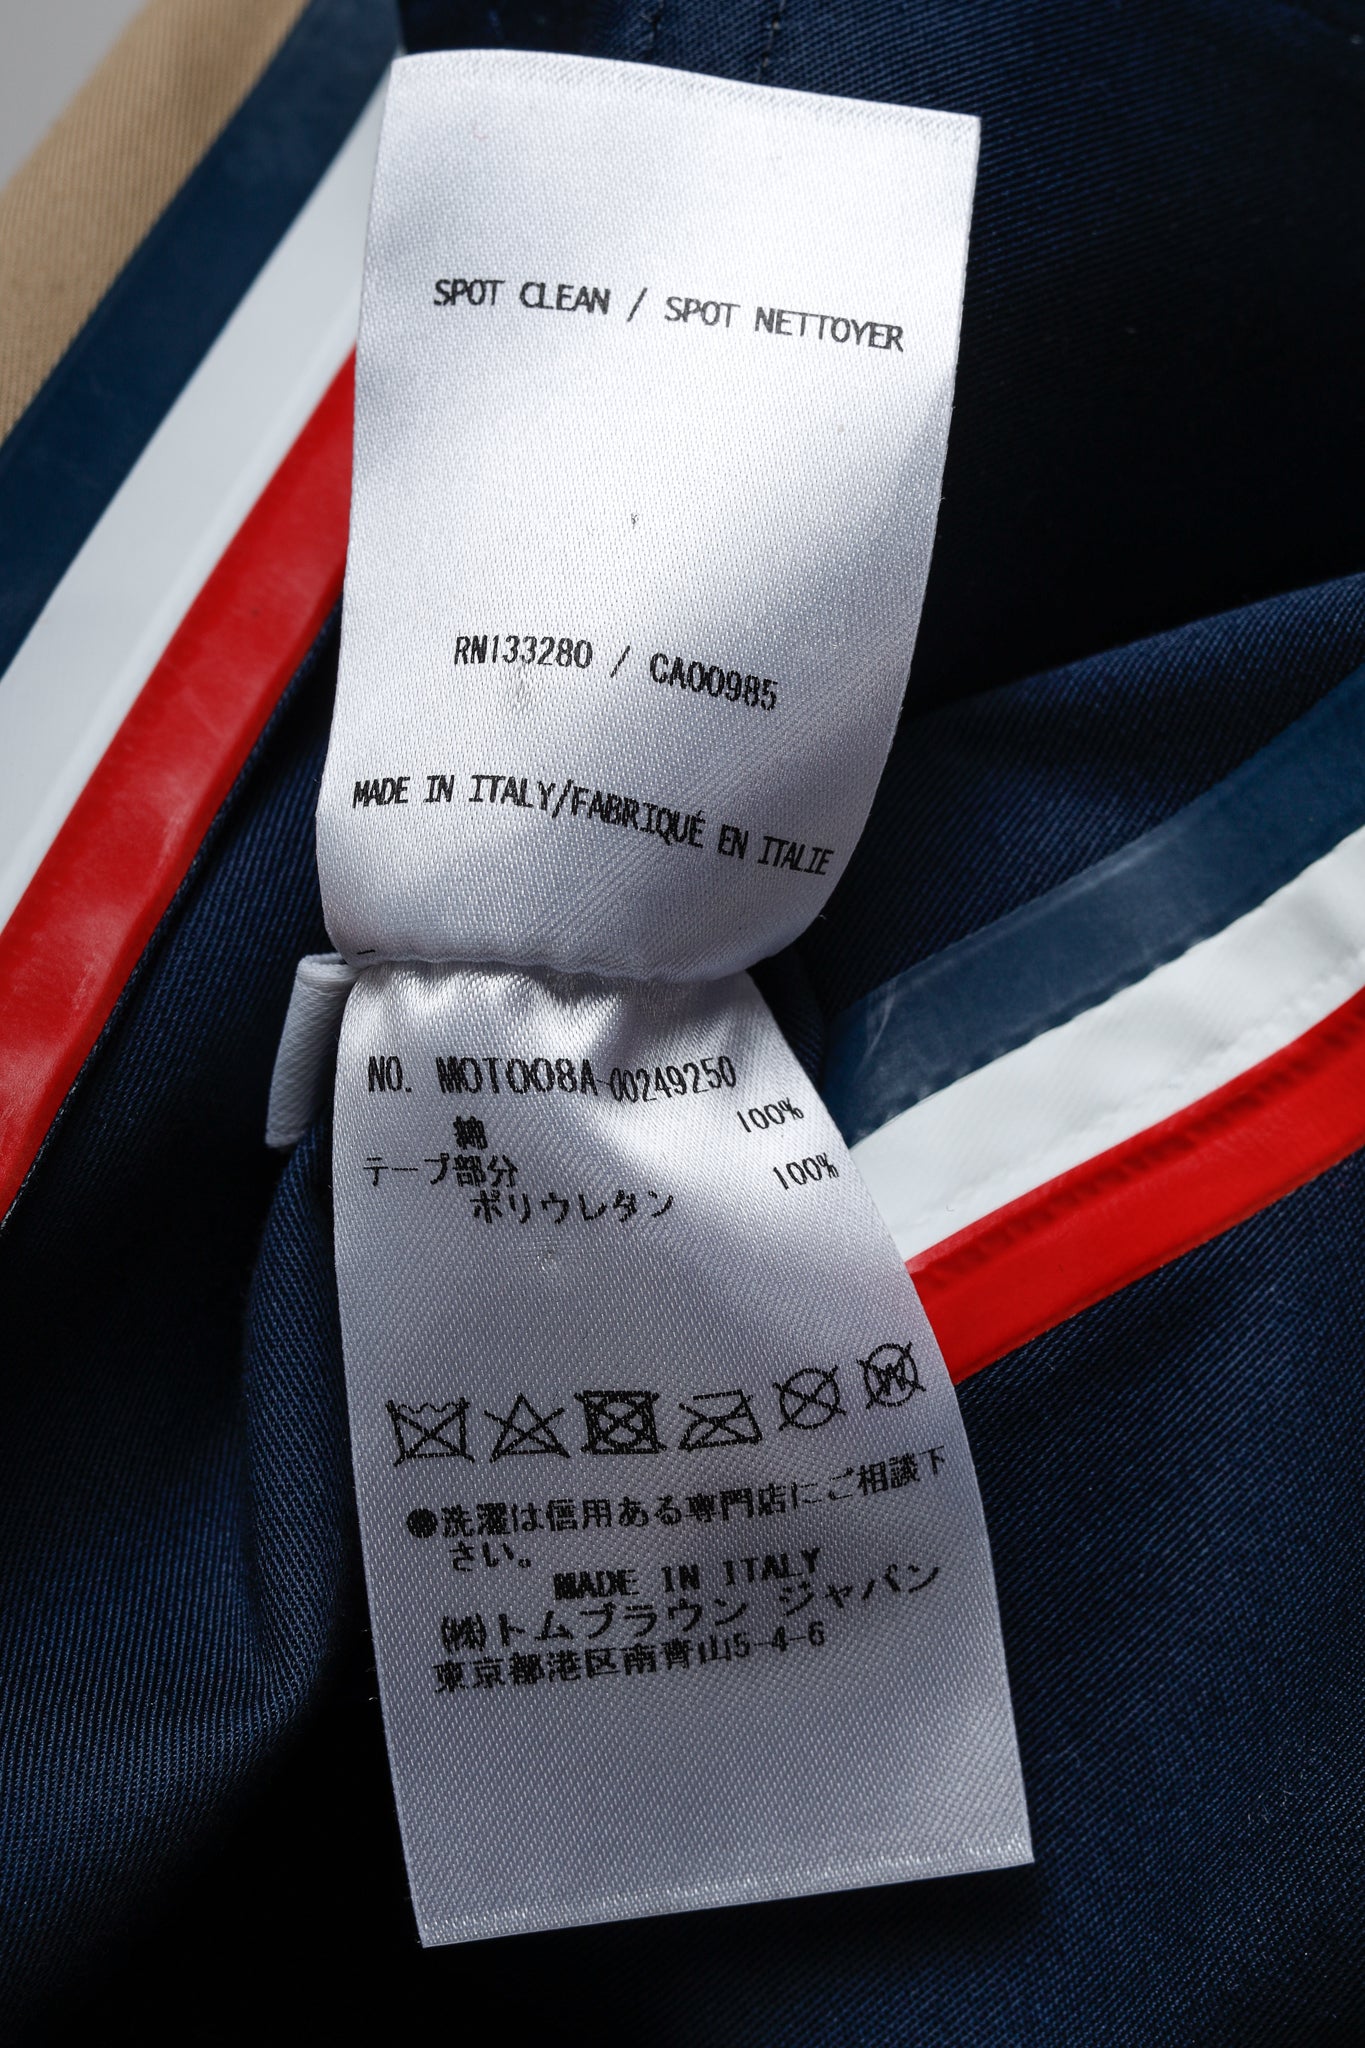 SPOT CLEAN / SPOT NETTOYER
RN133280 / CA00985
MADE IN ITALY/FABRIQUÉ EN ITALIE
NO. MOT008A-00249250
綿 100%
テープ部分
ポリウレタン 100%
●洗濯は信用ある専門店にご相談下
さい。
MADE IN ITALY
(株)トムブラウン ジャパン
東京都港区南青山5-4-6